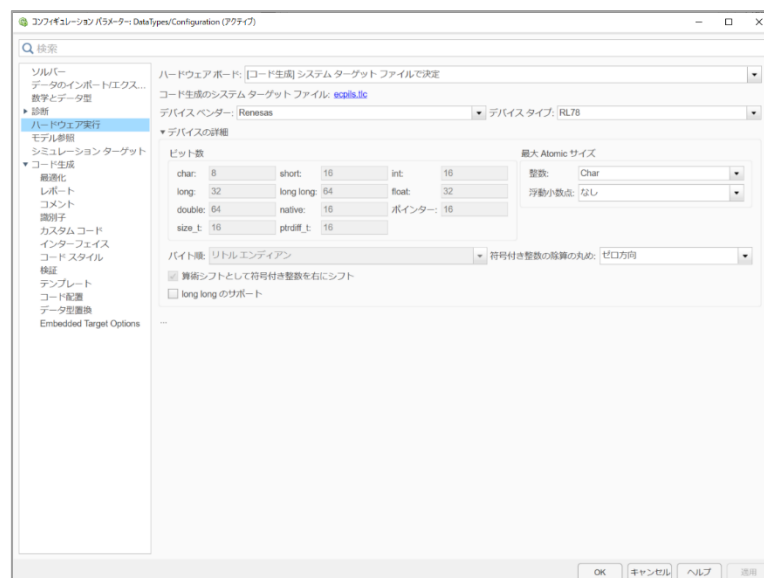 コンフィギュレーション パラメーター: DataTypes/Configuration (アクティブ)
検索
ソルバー
データのインポート/エクス...
数学とデータ型
診断
ハードウェア実行
モデル参照
シミュレーション ターゲット
コード生成
最適化
レポート
コメント
識別子
カスタム コード
インターフェイス
コード スタイル
検証
テンプレート
コード配置
データ型置換
Embedded Target Options
ハードウェア ボード: [コード生成] システム ターゲット ファイルで決定
コード生成のシステム ターゲット ファイル: ecpils.tlc
デバイス ベンダー: Renesas デバイス タイプ: RL78
デバイスの詳細
ビット数 最大 Atomic サイズ
char: 8 short: 16 int: 16 整数: Char
long: 32 long long: 64 float: 32 浮動小数点: なし
double: 64 native: 16 ポインター: 16
size_t: 16 ptrdiff_t: 16
バイト順: リトル エンディアン 符号付き整数の除算の丸め: ゼロ方向
算術シフトとして符号付き整数を右にシフト
long long のサポート
...
OK キャンセル ヘルプ 適用